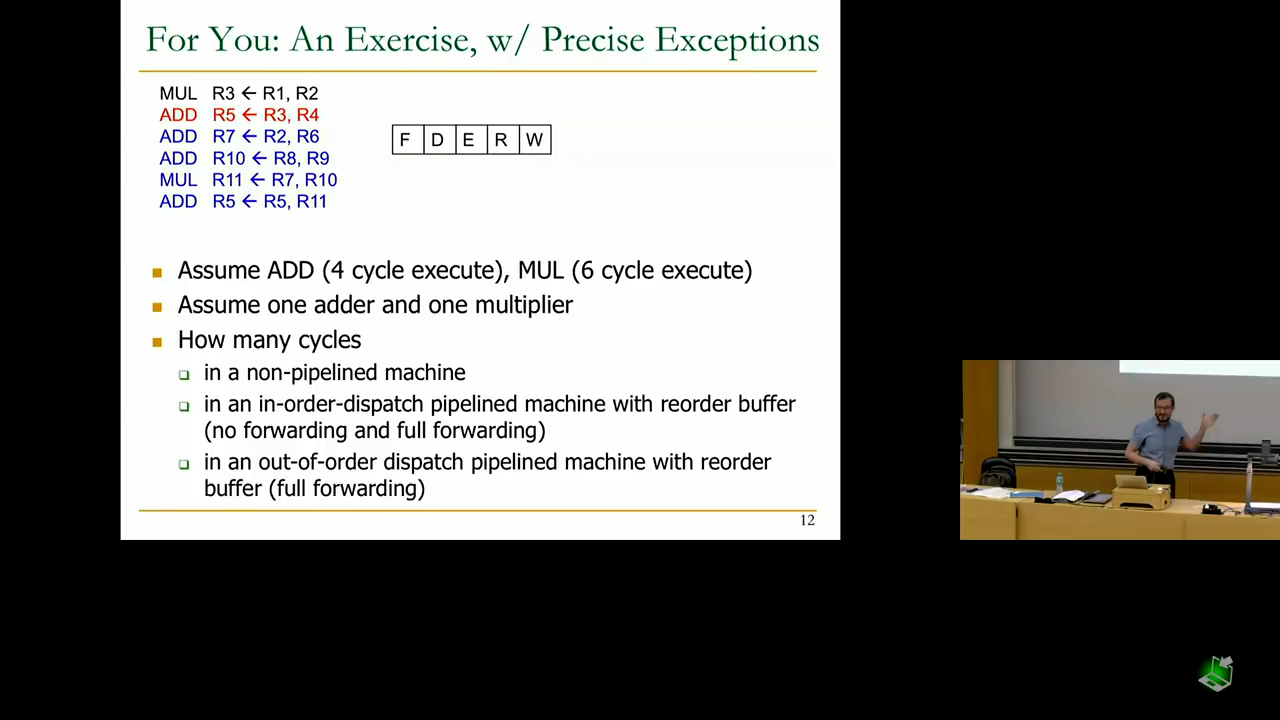 For You: An Exercise, w/ Precise Exceptions
MUL R3 ← R1, R2
ADD R5 ← R3, R4
ADD R7 ← R2, R6
ADD R10 ← R8, R9
MUL R11 ← R7, R10
ADD R5 ← R5, R11
F D E R W
Assume ADD (4 cycle execute), MUL (6 cycle execute)
Assume one adder and one multiplier
How many cycles
in a non-pipelined machine
in an in-order-dispatch pipelined machine with reorder buffer
(no forwarding and full forwarding)
in an out-of-order dispatch pipelined machine with reorder
buffer (full forwarding)
12